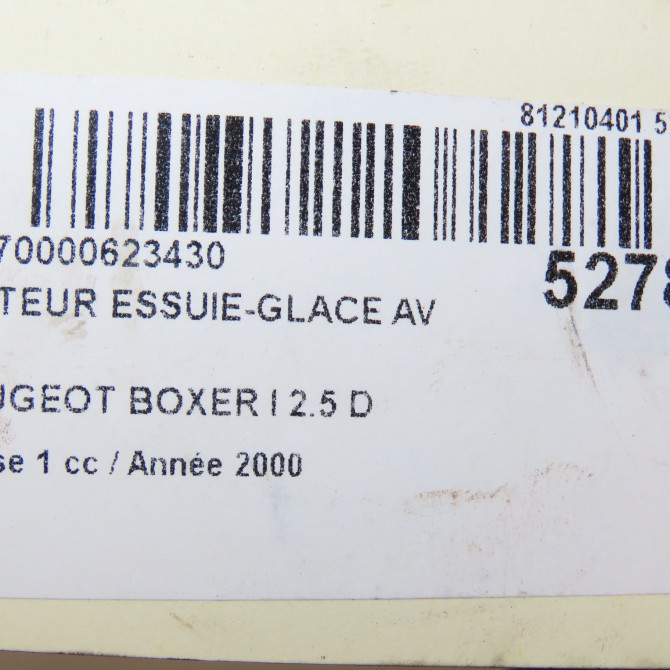 81210401 5
70000623430
5278
TEUR ESSUIE-GLACE AV
UGEOT BOXER I 2.5 D
se 1 cc / Année 2000